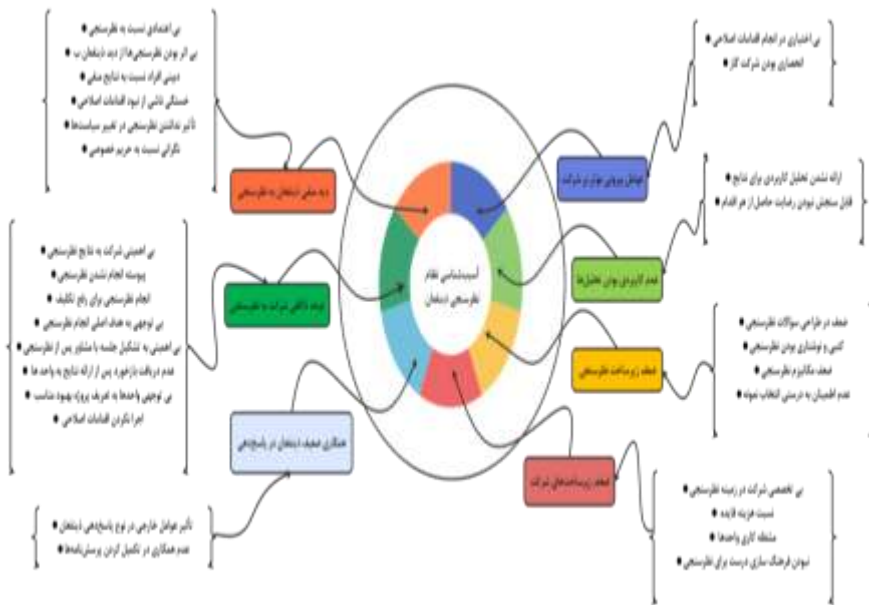 بی اختیاری در انجام اقدامات اصلاحی
انحصاری بودن شرکت گاز
عوامل بیرونی موثر بر شرکت
ارائه نشدن تحلیل کاربردی برای نتایج
قابل سنجش نبودن رضایت حاصل از هر اقدام
عدم کاربردی بودن تحلیل‌ها
ضعف در طراحی سوالات نظرسنجی
کتبی و نوشتاری بودن نظرسنجی
ضعف مکانیزم نظرسنجی
عدم اطمینان به درستی انتخاب نمونه
ضعف زیرساخت نظرسنجی
بی تخصصی شرکت در زمینه نظرسنجی
نسبت هزینه فایده
مشغله کاری واحدها
نبودن فرهنگ سازی درست برای نظرسنجی
ضعف زیرساخت‌های شرکت
آسیب‌شناسی نظام
نظرسنجی ذینفعان
بی اعتمادی نسبت به نظرسنجی
بی اثر بودن نظرسنجی‌ها از دید ذینفعان ب
دبینی افراد نسبت به نتایج منفی
خستگی ناشی از نبود اقدامات اصلاحی
تأثیر نداشتن نظرسنجی در تغییر سیاست‌ها
نگرانی نسبت به حریم خصوصی
دید منفی ذینفعان به نظرسنجی
بی اهمیتی شرکت به نتایج نظرسنجی
پیوسته انجام نشدن نظرسنجی
انجام نظرسنجی برای رفع تکلیف
بی توجهی به هدف اصلی انجام نظرسنجی
بی اهمیتی به تشکیل جلسه با مشاور پس از نظرسنجی
عدم دریافت بازخورد پس از ارائه نتایج به واحد ها
بی توجهی واحدها به تعریف پروژه بهبود متناسب
اجرا نکردن اقدامات اصلاحی
شرکت به نظرسنجی
همکاری ضعیف ذینفعان در پاسخ‌دهی
تأثیر عوامل خارجی در نوع پاسخ‌دهی ذینفعان
عدم همکاری در تکمیل کردن پرسش‌نامه‌ها